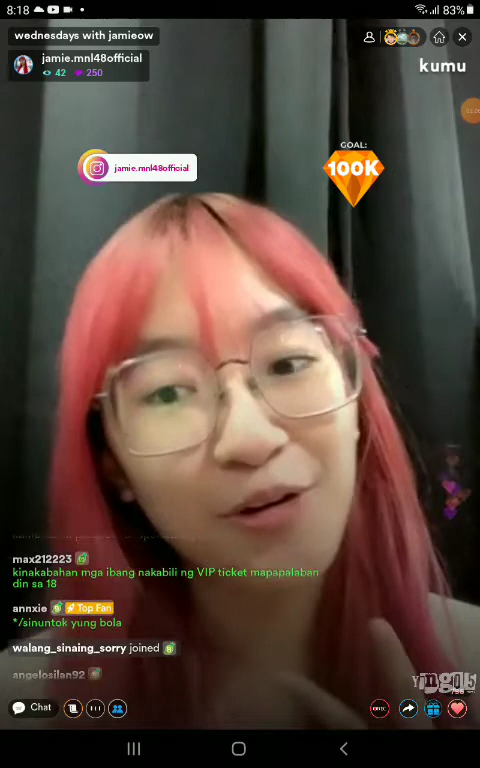 8:18
83%
wednesdays with jamieow
jamie.mnl48official
42 250
kumu
GOAL:
100K
jamie.mnl48official
max212223
kinakabahan mga ibang nakabili ng VIP ticket mapapalaban
din sa 18
annxie Top Fan
*/sinuntok yung bola
walang_sinaing_sorry joined
angelosilan92
Chat